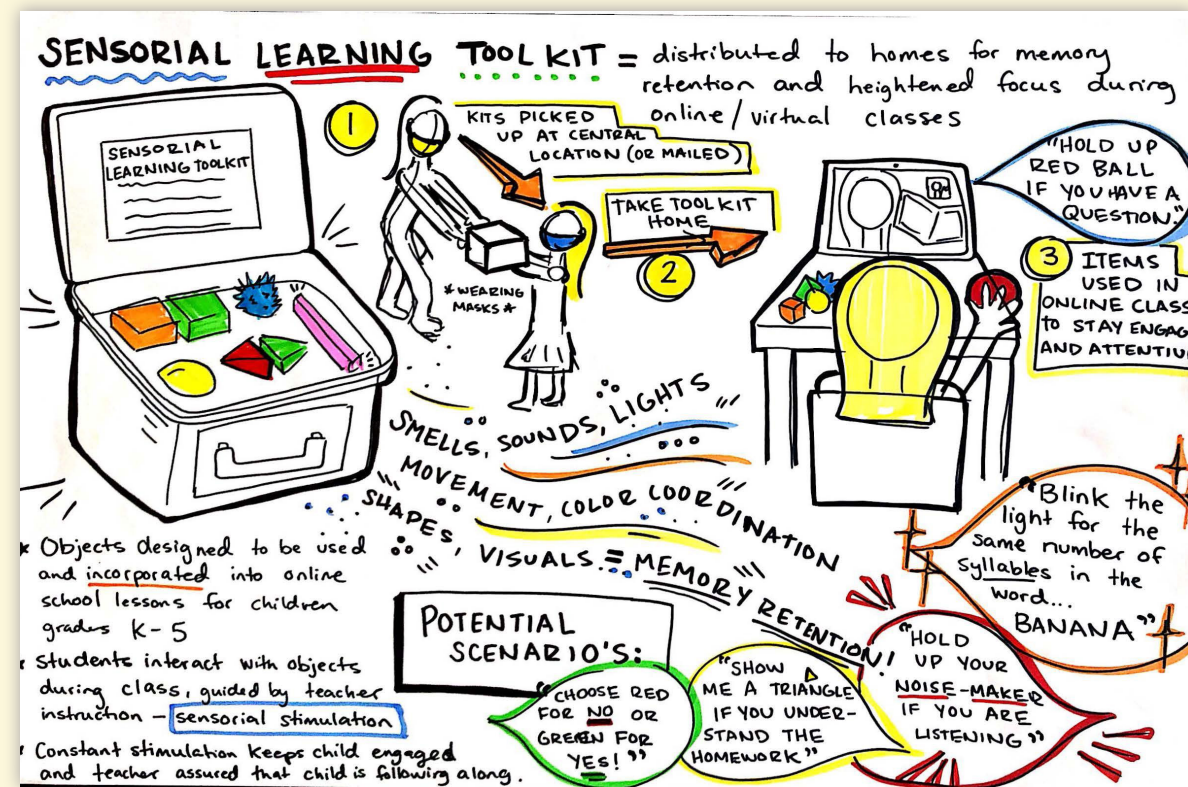 SENSORIAL LEARNING TOOL KIT = distributed to homes for memory
retention and heightened focus during
online/virtual classes
SENSORIAL
LEARNING TOOLKIT
1
KITS PICKED
UP AT CENTRAL
LOCATION (OR MAILED)
*WEARING
MASKS*
TAKE TOOL KIT
HOME
2
"HOLD UP
RED BALL
IF YOU HAVE A
QUESTION."
3 ITEMS
USED IN
ONLINE CLASS
to STAY ENGAG
AND ATTENTIV
SMELLS, SOUNDS, LIGHTS
MOVEMENT, COLOR COORDINATION
SHAPES, VISUALS = MEMORY RETENTION!
* Objects designed to be used
and incorporated into online
school lessons for children
grades K-5
Students interact with objects
during class, guided by teacher
instruction - sensorial stimulation
Constant stimulation keeps child engaged
and teacher assured that child is following along.
POTENTIAL
SCENARIO'S:
"CHOOSE RED
FOR NO OR
GREEN FOR
YES!"
"SHOW
ME A TRIANGLE
IF YOU UNDER-
STAND THE
HOMEWORK"
"HOLD
UP YOUR
NOISE-MAKER
IF YOU ARE
LISTENING"
"Blink the
light for the
same number of
syllables in the
word...
BANANA"